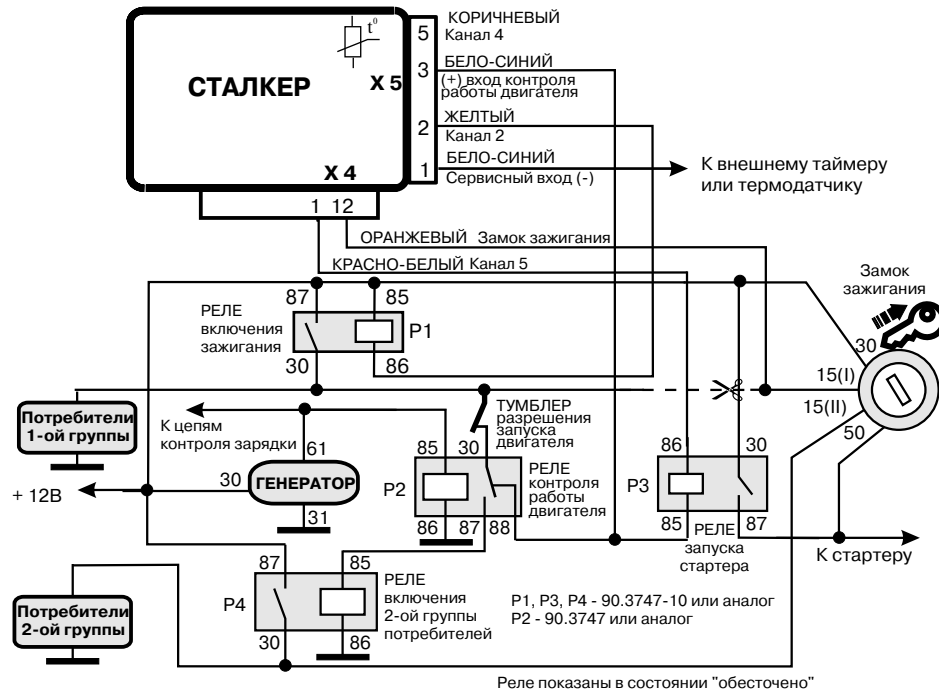 СТАЛКЕР
t⁰
X 5
X 4
5
3
2
1
КОРИЧНЕВЫЙ
Канал 4
БЕЛО-СИНИЙ
(+) вход контроля
работы двигателя
ЖЕЛТЫЙ
Канал 2
БЕЛО-СИНИЙ
Сервисный вход (-)
К внешнему таймеру
или термодатчику
1 12
ОРАНЖЕВЫЙ Замок зажигания
КРАСНО-БЕЛЫЙ Канал 5
Замок
зажигания
30
15(I)
15(II)
50
87 85
РЕЛЕ
включения
зажигания
P1
30 86
Потребители
1-ой группы
К цепям
контроля зарядки
ТУМБЛЕР
разрешения
запуска
двигателя
61
30
ГЕНЕРАТОР
31
+ 12В
85 30
P2
РЕЛЕ
контроля
работы
двигателя
86 87 88
86 30
P3
85 87
РЕЛЕ
запуска
стартера
К стартеру
87 85
P4
РЕЛЕ
включения
2-ой группы
потребителей
30 86
Потребители
2-ой группы
P1, P3, P4 - 90.3747-10 или аналог
P2 - 90.3747 или аналог
Реле показаны в состоянии "обесточено"